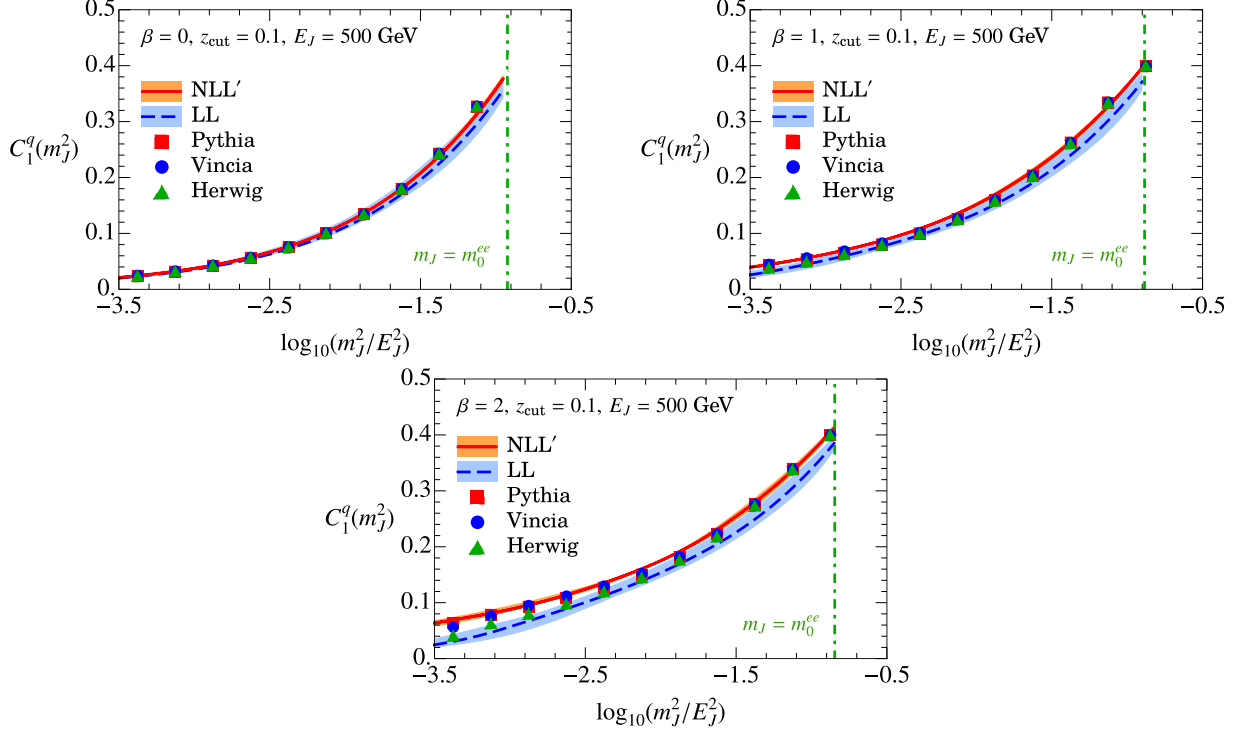 β = 0, z_cut = 0.1, E_J = 500 GeV
NLL′
LL
Pythia
Vincia
Herwig
C_1^q(m_J^2)
m_J = m_0^{ee}
0.5
0.4
0.3
0.2
0.1
0.
-3.5 -2.5 -1.5 -0.5
log_10(m_J^2/E_J^2)
β = 1, z_cut = 0.1, E_J = 500 GeV
NLL′
LL
Pythia
Vincia
Herwig
C_1^q(m_J^2)
m_J = m_0^{ee}
0.5
0.4
0.3
0.2
0.1
0.
-3.5 -2.5 -1.5 -0.5
log_10(m_J^2/E_J^2)
β = 2, z_cut = 0.1, E_J = 500 GeV
NLL′
LL
Pythia
Vincia
Herwig
C_1^q(m_J^2)
m_J = m_0^{ee}
0.5
0.4
0.3
0.2
0.1
0.
-3.5 -2.5 -1.5 -0.5
log_10(m_J^2/E_J^2)